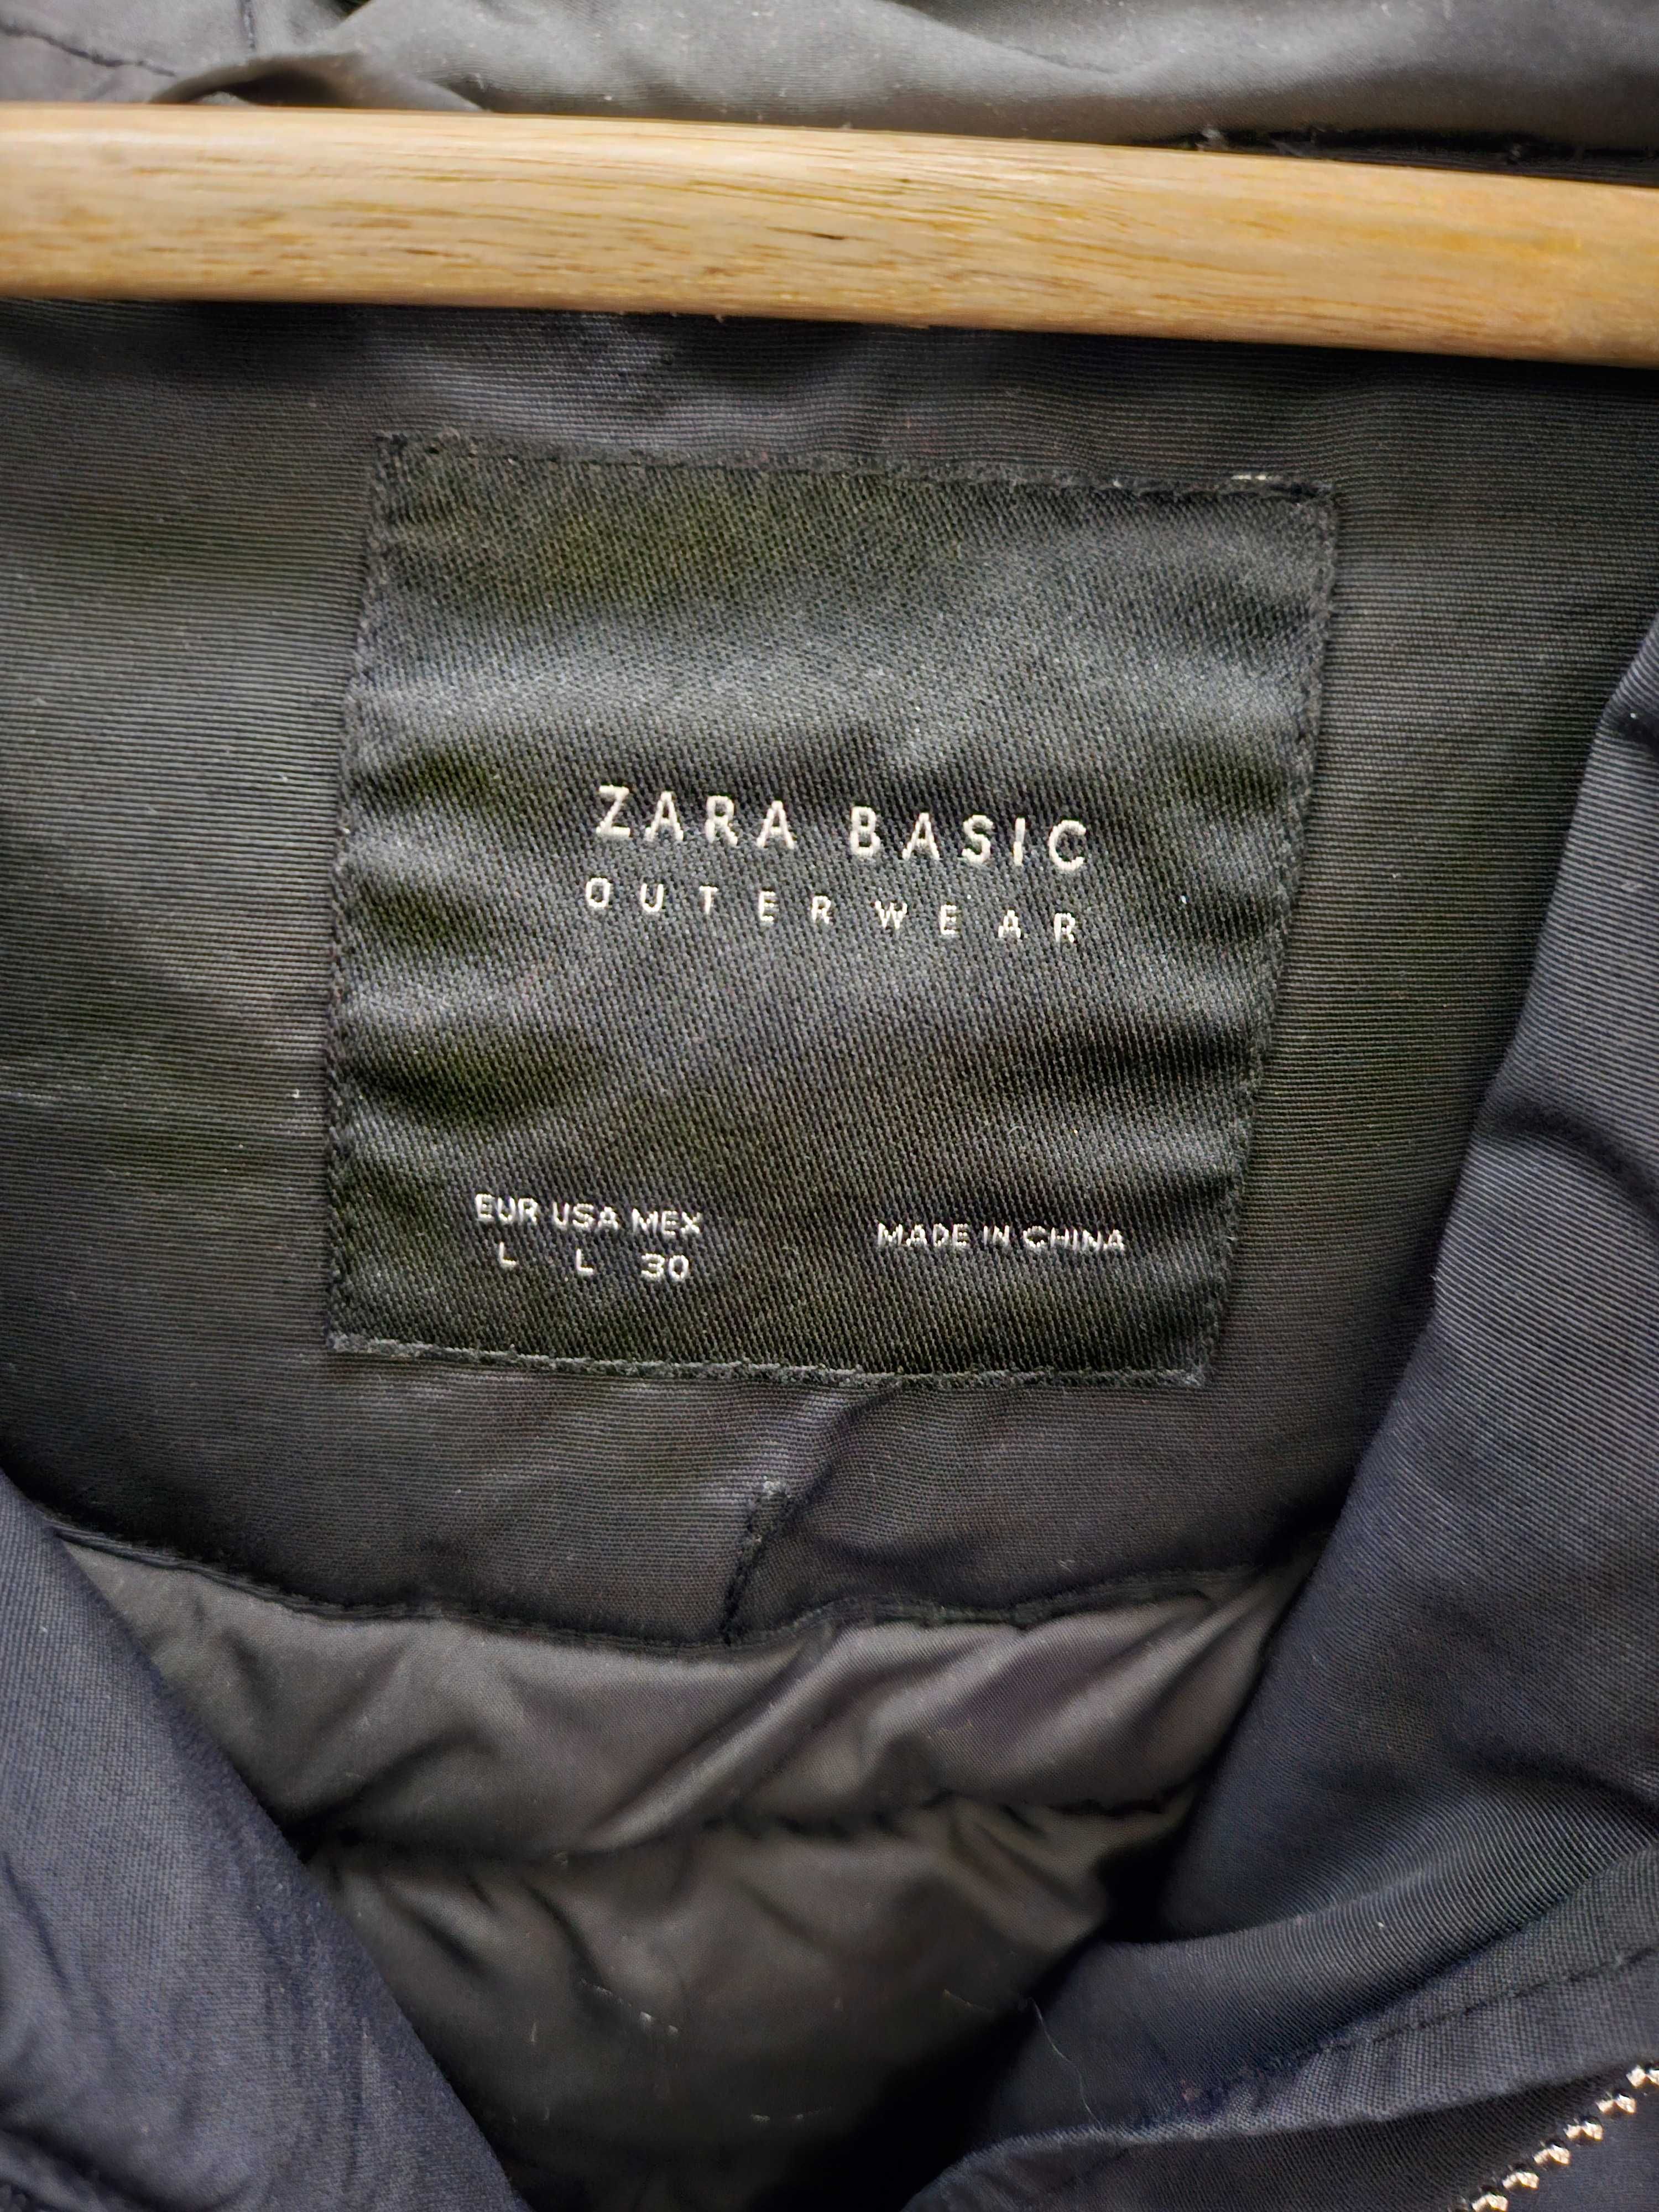 ZARA BASIC
OUTERWEAR
EUR USA MEX
L L 30
MADE IN CHINA